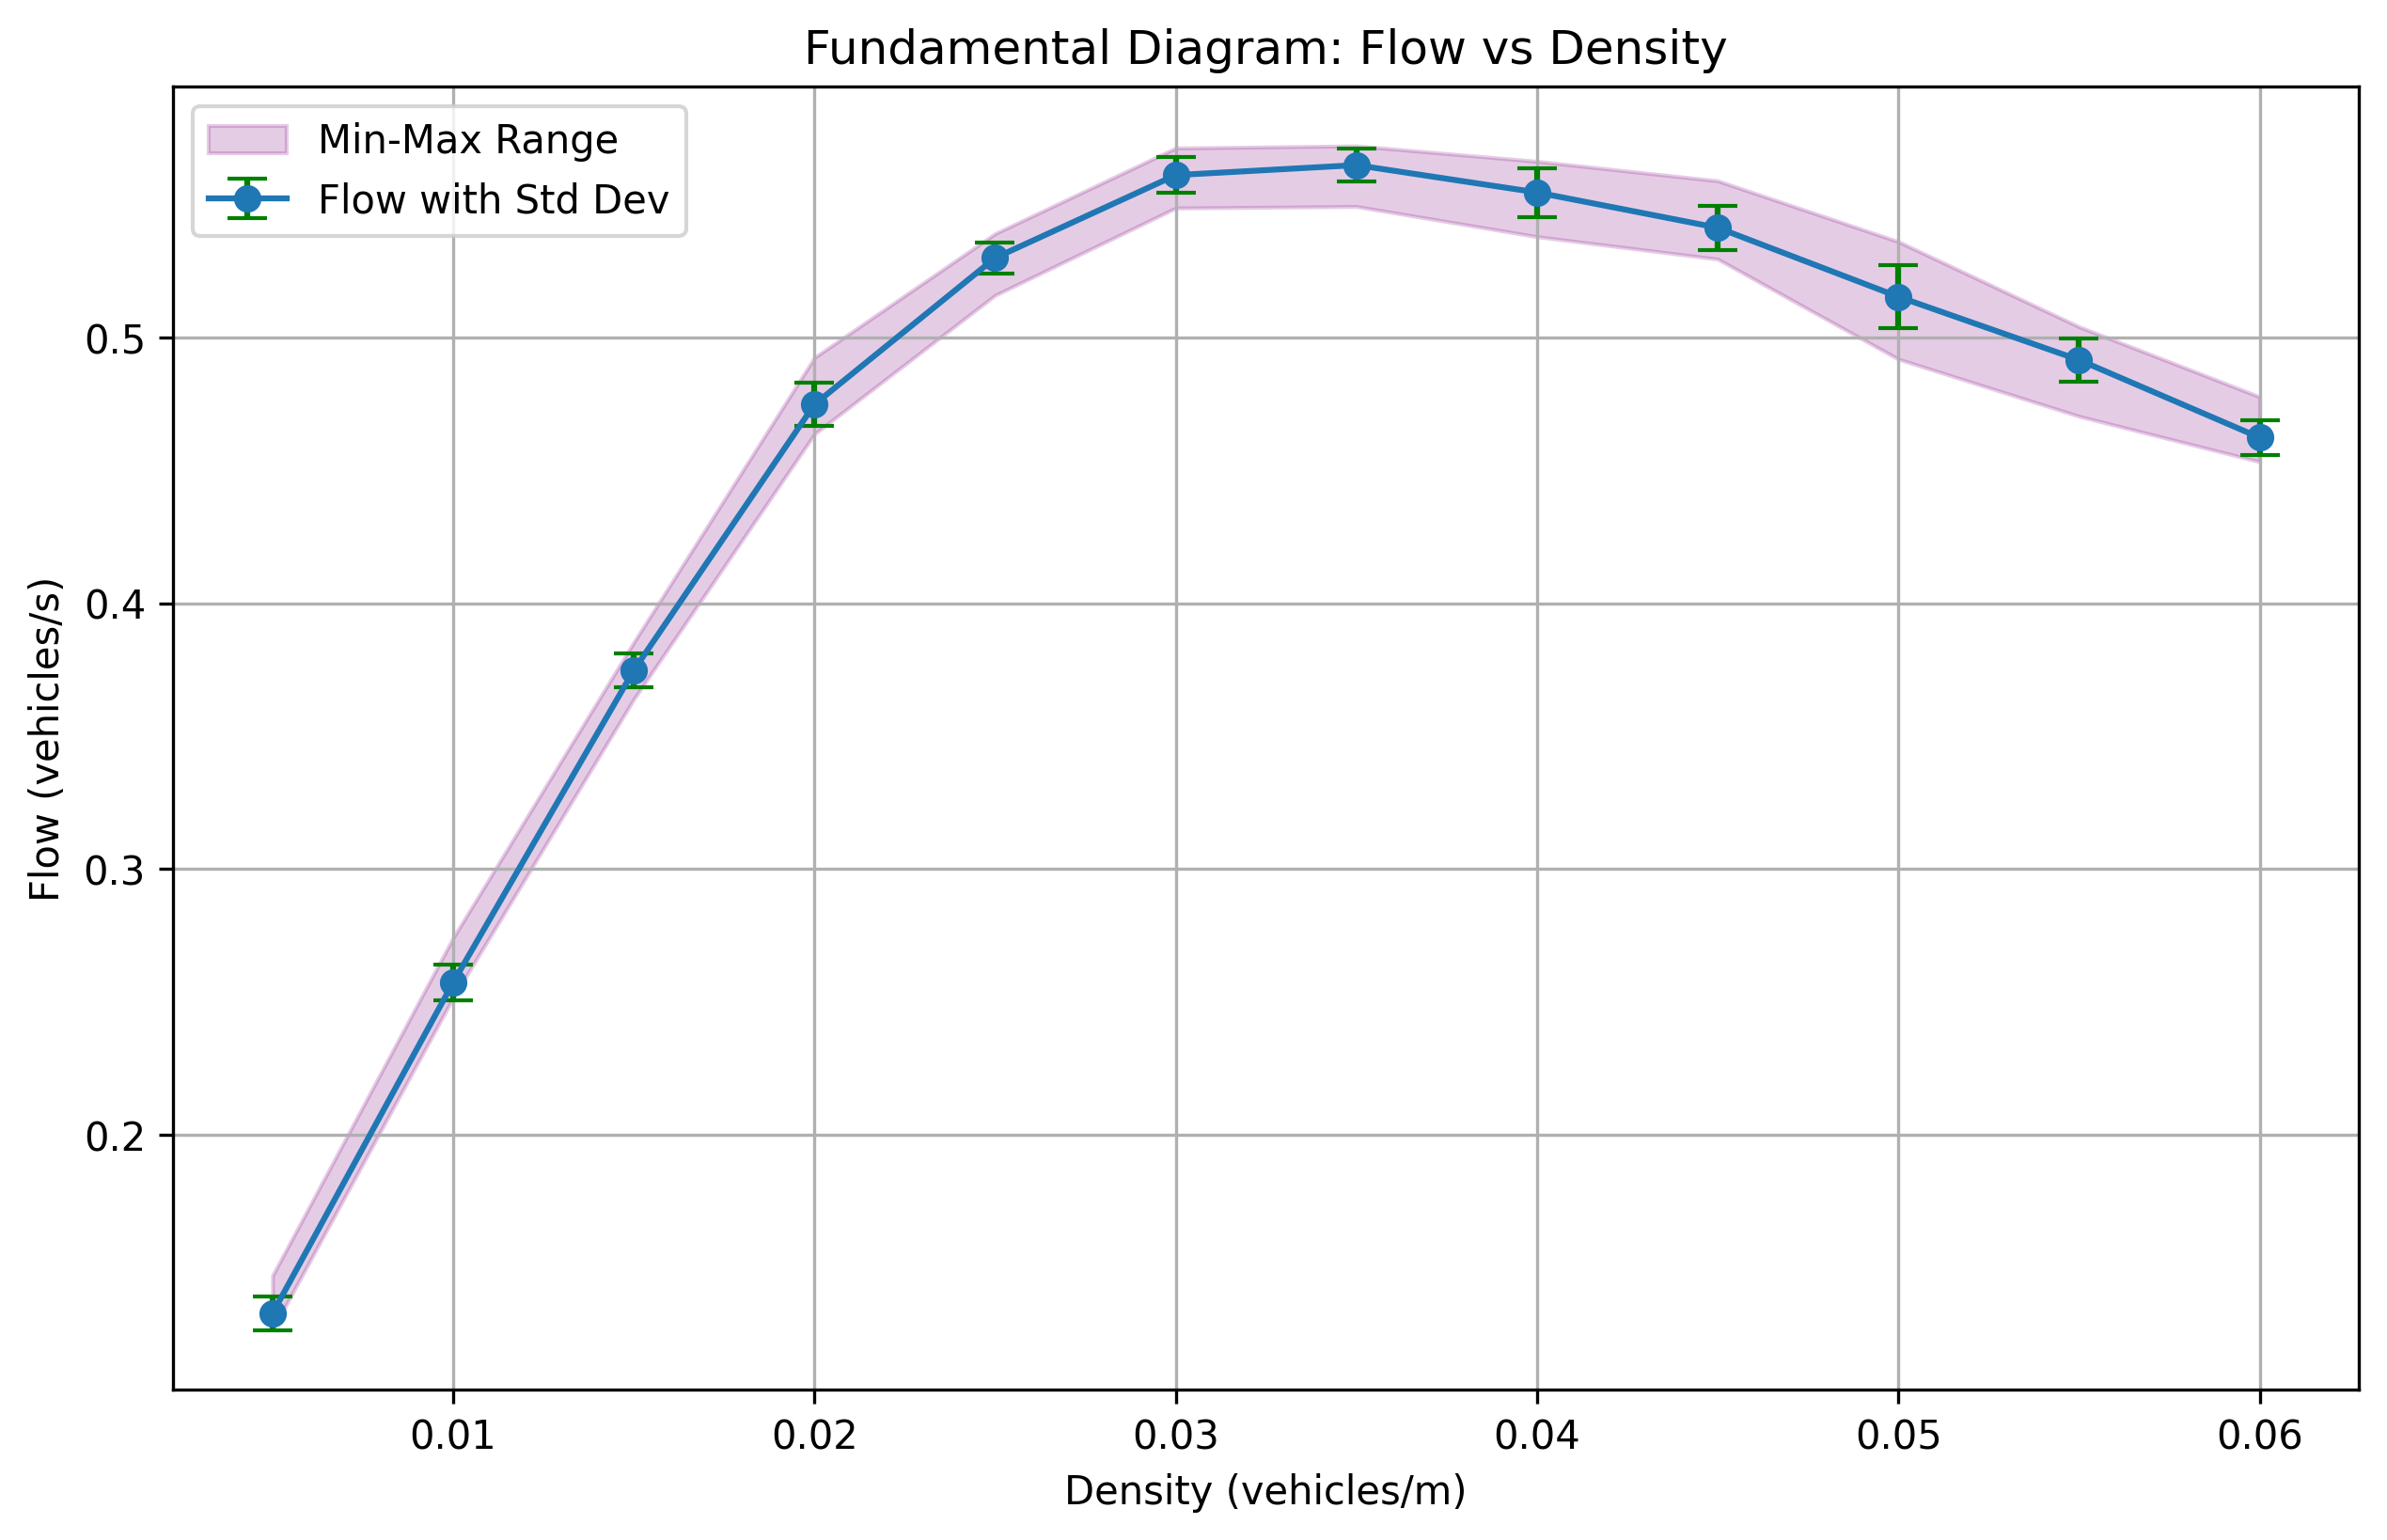 Fundamental Diagram: Flow vs Density
Min-Max Range
Flow with Std Dev
Flow (vehicles/s)
0.5
0.4
0.3
0.2
0.01 0.02 0.03 0.04 0.05 0.06
Density (vehicles/m)